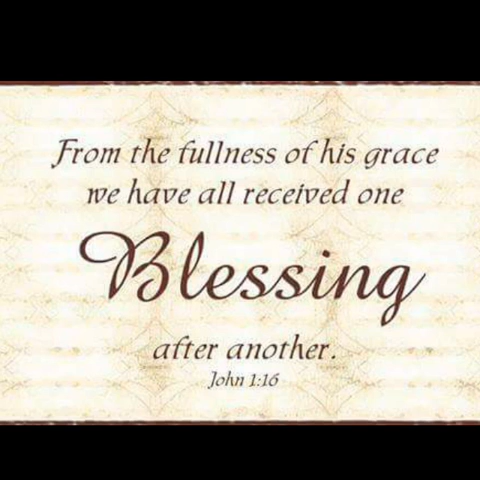 From the fullness of his grace
we have all received one
Blessing
after another.
John 1:16